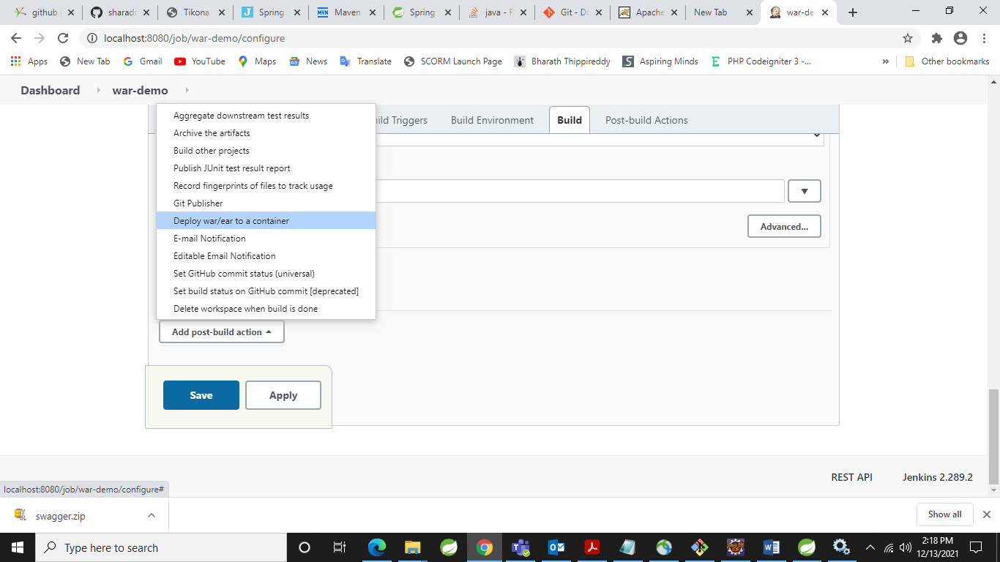 github
sharadr
Tikona
Spring
Maven
Spring
java - F
Git - Do
Apache
New Tab
war-de
localhost:8080/job/war-demo/configure
Apps
New Tab
Gmail
YouTube
Maps
News
Translate
SCORM Launch Page
Bharath Thippireddy
Aspiring Minds
PHP Codeigniter 3 -...
»
Other bookmarks
Dashboard
war-demo
ild Triggers
Build Environment
Build
Post-build Actions
Aggregate downstream test results
Archive the artifacts
Build other projects
Publish JUnit test result report
Record fingerprints of files to track usage
Git Publisher
Deploy war/ear to a container
E-mail Notification
Editable Email Notification
Set GitHub commit status (universal)
Set build status on GitHub commit [deprecated]
Delete workspace when build is done
Advanced...
Add post-build action
Save
Apply
REST API
Jenkins 2.289.2
localhost:8080/job/war-demo/configure#
swagger.zip
Show all
Type here to search
2:18 PM
12/13/2021